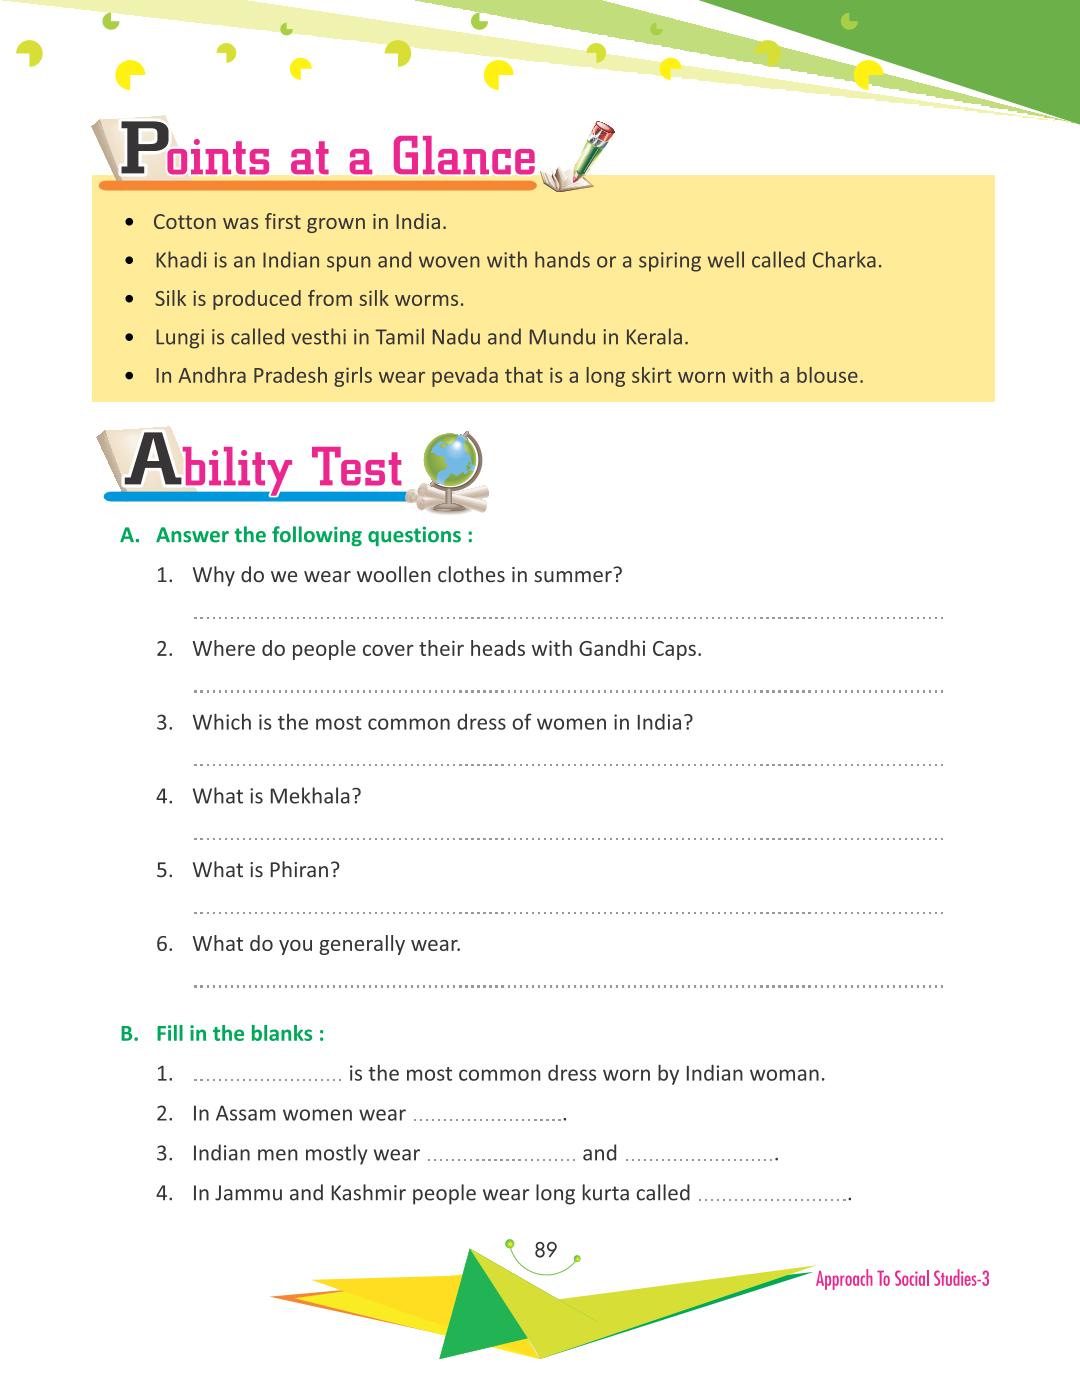 Points at a Glance
• Cotton was first grown in India.
• Khadi is an Indian spun and woven with hands or a spiring well called Charka.
• Silk is produced from silk worms.
• Lungi is called vesthi in Tamil Nadu and Mundu in Kerala.
• In Andhra Pradesh girls wear pevada that is a long skirt worn with a blouse.
Ability Test
A. Answer the following questions :
1. Why do we wear woollen clothes in summer?
2. Where do people cover their heads with Gandhi Caps.
3. Which is the most common dress of women in India?
4. What is Mekhala?
5. What is Phiran?
6. What do you generally wear.
B. Fill in the blanks :
1. ........................ is the most common dress worn by Indian woman.
2. In Assam women wear ........................
3. Indian men mostly wear ........................ and ........................
4. In Jammu and Kashmir people wear long kurta called ........................
89
Approach To Social Studies-3